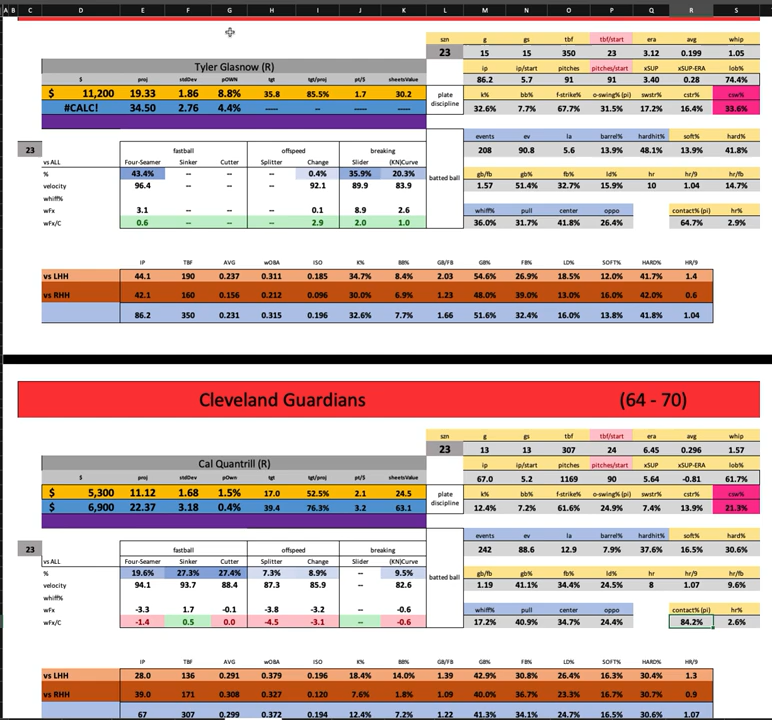 A B C D E F G H I J K L M N O P Q R S
szn g gs tbf tbf/start era avg whip
23 15 15 350 23 3.12 0.199 1.05
Tyler Glasnow (R) ip ip/start pitches pitches/start xSUP xSUP-ERA lob%
$ proj stdDev pOWN tgt tgt/proj pt/$ sheetsValue 86.2 5.7 91 91 3.40 0.28 74.4%
$ 11,200 19.33 1.86 8.8% 35.8 85.5% 1.7 30.2 plate discipline k% bb% f-strike% o-swing% (pi) swstr% cstr% csw%
#CALC! 34.50 2.76 4.4% ----- -- ---- ----- 32.6% 7.7% 67.7% 31.5% 17.2% 16.4% 33.6%
events ev la barrel% hardhit% soft% hard%
23 fastball offspeed breaking 208 90.8 5.6 13.9% 48.1% 13.9% 41.8%
vs ALL Four-Seamer Sinker Cutter Splitter Change Slider (KN)Curve
% 43.4% -- -- -- 0.4% 35.9% 20.3% batted ball gb/fb gb% fb% ld% hr hr/9 hr/fb
velocity 96.4 -- -- -- 92.1 89.9 83.9 1.57 51.4% 32.7% 15.9% 10 1.04 14.7%
whiff%
wFx 3.1 -- -- -- 0.1 8.9 2.6 whiff% pull center oppo contact% (pi) hr%
wFx/C 0.6 -- -- -- 2.9 2.0 1.0 36.0% 31.7% 41.8% 26.4% 64.7% 2.9%
IP TBF AVG wOBA ISO K% BB% GB/FB GB% FB% LD% SOFT% HARD% HR/9
vs LHH 44.1 190 0.237 0.311 0.185 34.7% 8.4% 2.03 54.6% 26.9% 18.5% 12.0% 41.7% 1.4
vs RHH 42.1 160 0.156 0.212 0.096 30.0% 6.9% 1.23 48.0% 39.0% 13.0% 16.0% 42.0% 0.6
86.2 350 0.231 0.315 0.196 32.6% 7.7% 1.66 51.6% 32.4% 16.0% 13.8% 41.8% 1.04
Cleveland Guardians (64 - 70)
szn g gs tbf tbf/start era avg whip
23 13 13 307 24 6.45 0.296 1.57
Cal Quantrill (R) ip ip/start pitches pitches/start xSUP xSUP-ERA lob%
$ proj stdDev pOwn tgt tgt/proj pt/$ sheetsValue 67.0 5.2 1169 90 5.64 -0.81 61.7%
$ 5,300 11.12 1.68 1.5% 17.0 52.5% 2.1 24.5 plate discipline k% bb% f-strike% o-swing% (pi) swstr% cstr% csw%
$ 6,900 22.37 3.18 0.4% 39.4 76.3% 3.2 63.1 12.4% 7.2% 61.6% 24.9% 7.4% 13.9% 21.3%
events ev la barrel% hardhit% soft% hard%
23 fastball offspeed breaking 242 88.6 12.9 7.9% 37.6% 16.5% 30.6%
vs ALL Four-Seamer Sinker Cutter Splitter Change Slider (KN)Curve
% 19.6% 27.3% 27.4% 7.3% 8.9% -- 9.5% batted ball gb/fb gb% fb% ld% hr hr/9 hr/fb
velocity 94.1 93.7 88.4 87.3 85.9 -- 82.6 1.19 41.1% 34.4% 24.5% 8 1.07 9.6%
whiff%
wFx -3.3 1.7 -0.1 -3.8 -3.2 -- -0.6 whiff% pull center oppo contact% (pi) hr%
wFx/C -1.4 0.5 0.0 -4.5 -3.1 -- -0.6 17.2% 40.9% 34.7% 24.4% 84.2% 2.6%
IP TBF AVG wOBA ISO K% BB% GB/FB GB% FB% LD% SOFT% HARD% HR/9
vs LHH 28.0 136 0.291 0.379 0.196 18.4% 14.0% 1.39 42.9% 30.8% 26.4% 16.3% 30.4% 1.3
vs RHH 39.0 171 0.308 0.327 0.120 7.6% 1.8% 1.09 40.0% 36.7% 23.3% 16.7% 30.7% 0.9
67 307 0.299 0.372 0.194 12.4% 7.2% 1.22 41.3% 34.1% 24.7% 16.5% 30.6% 1.07